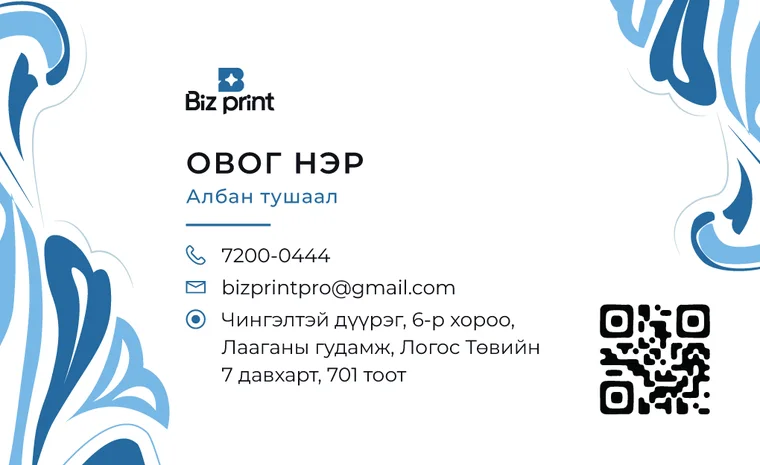 Biz print
ОВОГ НЭР
Албан тушаал
7200-0444
bizprintpro@gmail.com
Чингэлтэй дүүрэг, 6-р хороо,
Лааганы гудамж, Логос Төвийн
7 давхарт, 701 тоот